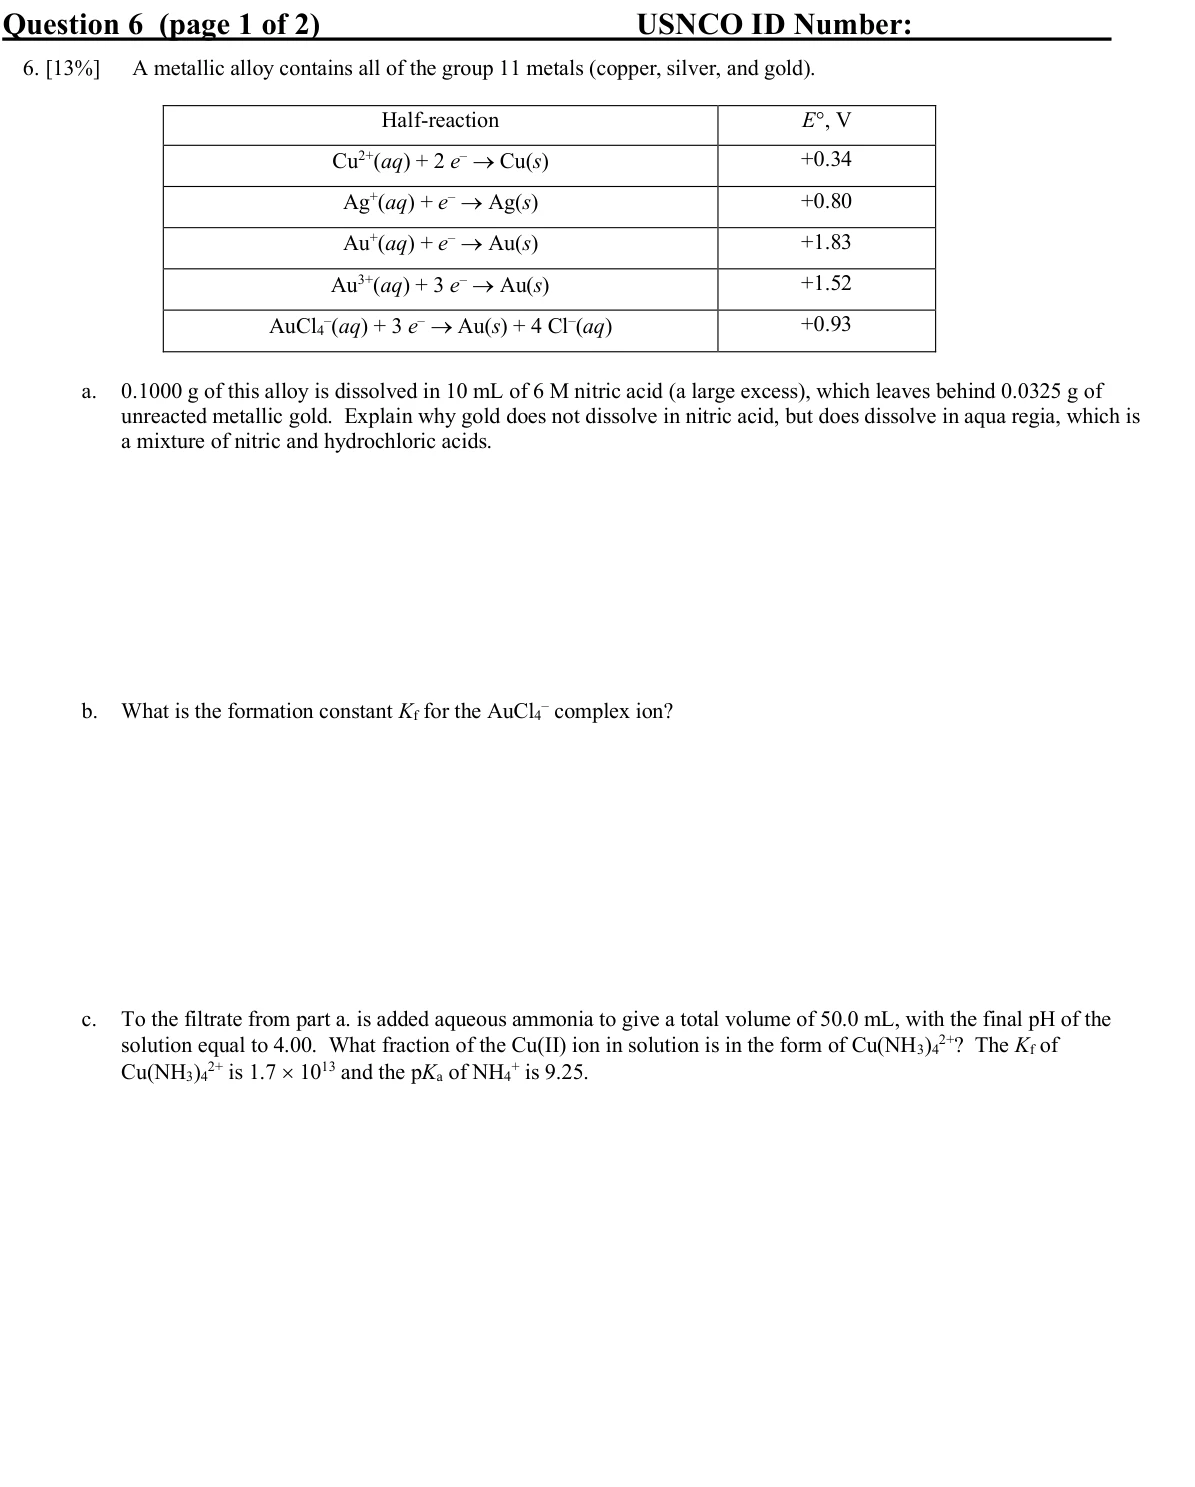 Question 6 (page 1 of 2) USNCO ID Number:
6. [13%] A metallic alloy contains all of the group 11 metals (copper, silver, and gold).
Half-reaction E°, V
Cu²⁺(aq) + 2 e⁻ → Cu(s) +0.34
Ag⁺(aq) + e⁻ → Ag(s) +0.80
Au⁺(aq) + e⁻ → Au(s) +1.83
Au³⁺(aq) + 3 e⁻ → Au(s) +1.52
AuCl₄⁻(aq) + 3 e⁻ → Au(s) + 4 Cl⁻(aq) +0.93
a. 0.1000 g of this alloy is dissolved in 10 mL of 6 M nitric acid (a large excess), which leaves behind 0.0325 g of
unreacted metallic gold. Explain why gold does not dissolve in nitric acid, but does dissolve in aqua regia, which is
a mixture of nitric and hydrochloric acids.
b. What is the formation constant Kf for the AuCl₄⁻ complex ion?
c. To the filtrate from part a. is added aqueous ammonia to give a total volume of 50.0 mL, with the final pH of the
solution equal to 4.00. What fraction of the Cu(II) ion in solution is in the form of Cu(NH₃)₄²⁺? The Kf of
Cu(NH₃)₄²⁺ is 1.7 × 10¹³ and the pKₐ of NH₄⁺ is 9.25.